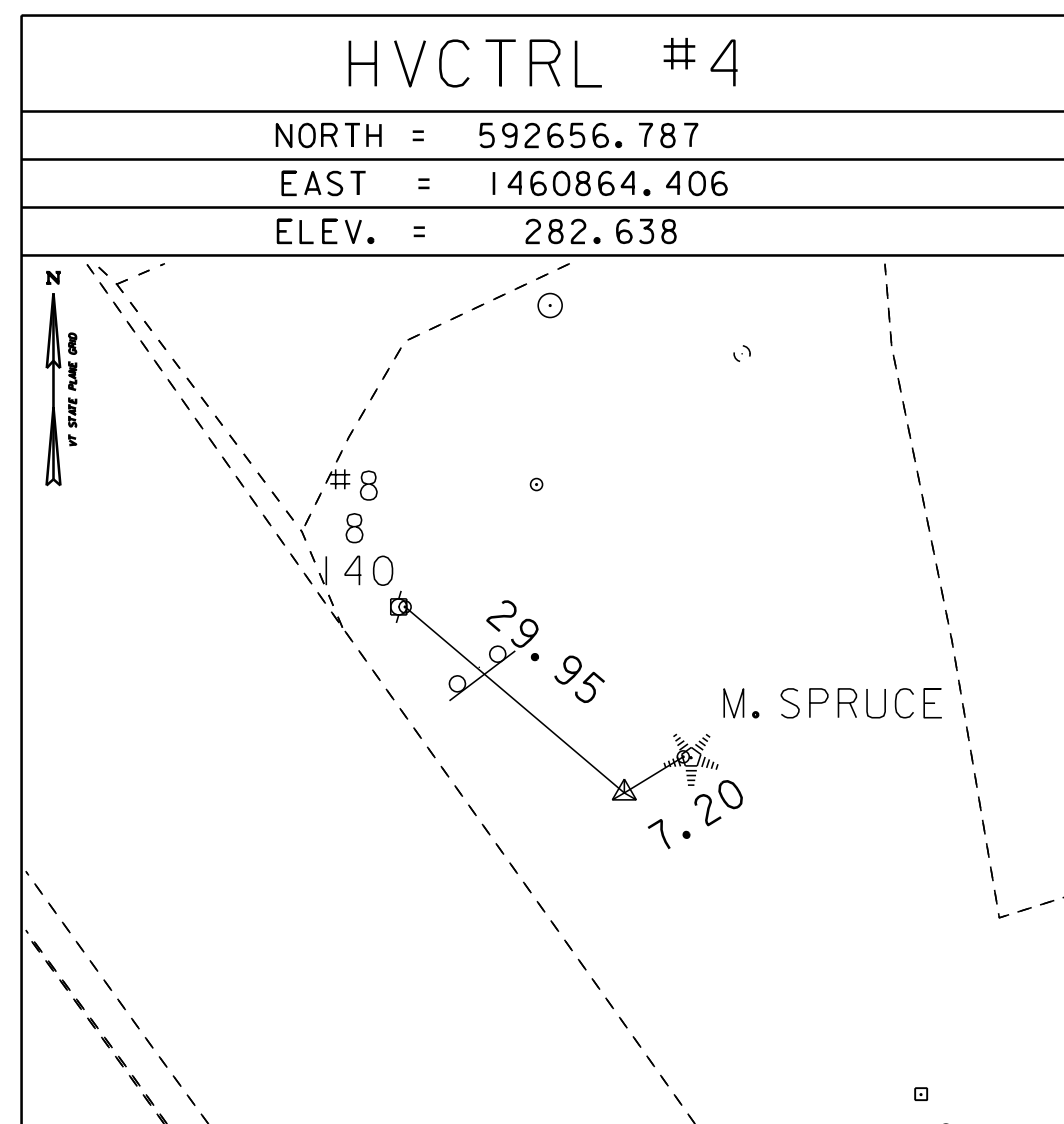 HVCTRL #4
NORTH = 592656.787
EAST = 1460864.406
ELEV. = 282.638
N
VT STATE PLANE GRID
#8
8
140
29.95
M. SPRUCE
7.20